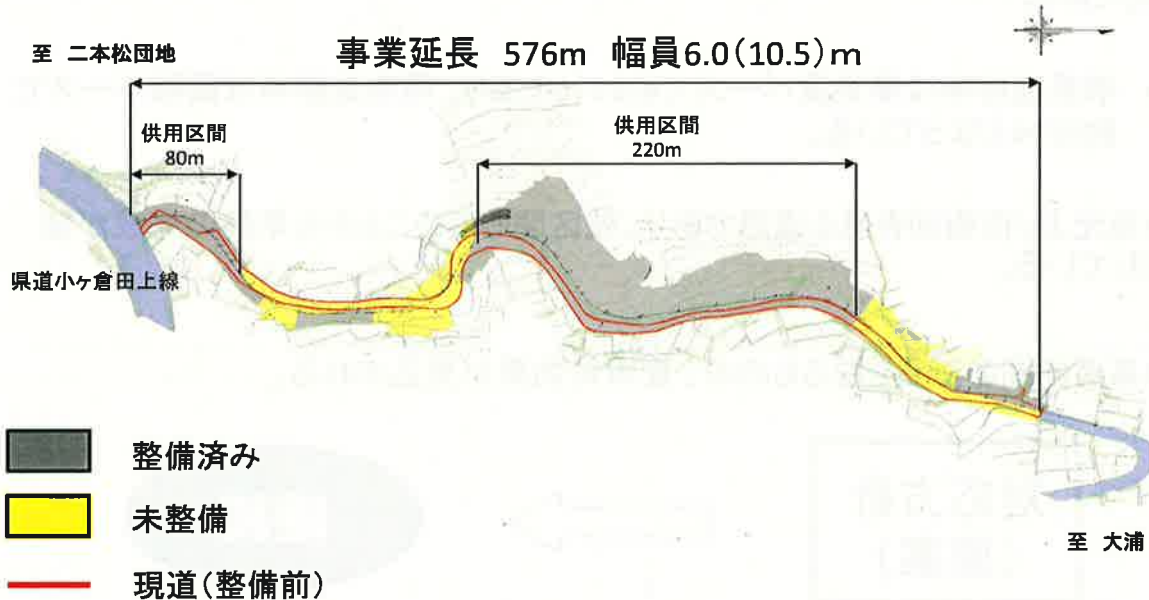 至 二本松団地
事業延長 576m 幅員6.0(10.5)m
供用区間
80m
供用区間
220m
県道小ヶ倉田上線
整備済み
未整備
現道(整備前)
至 大浦